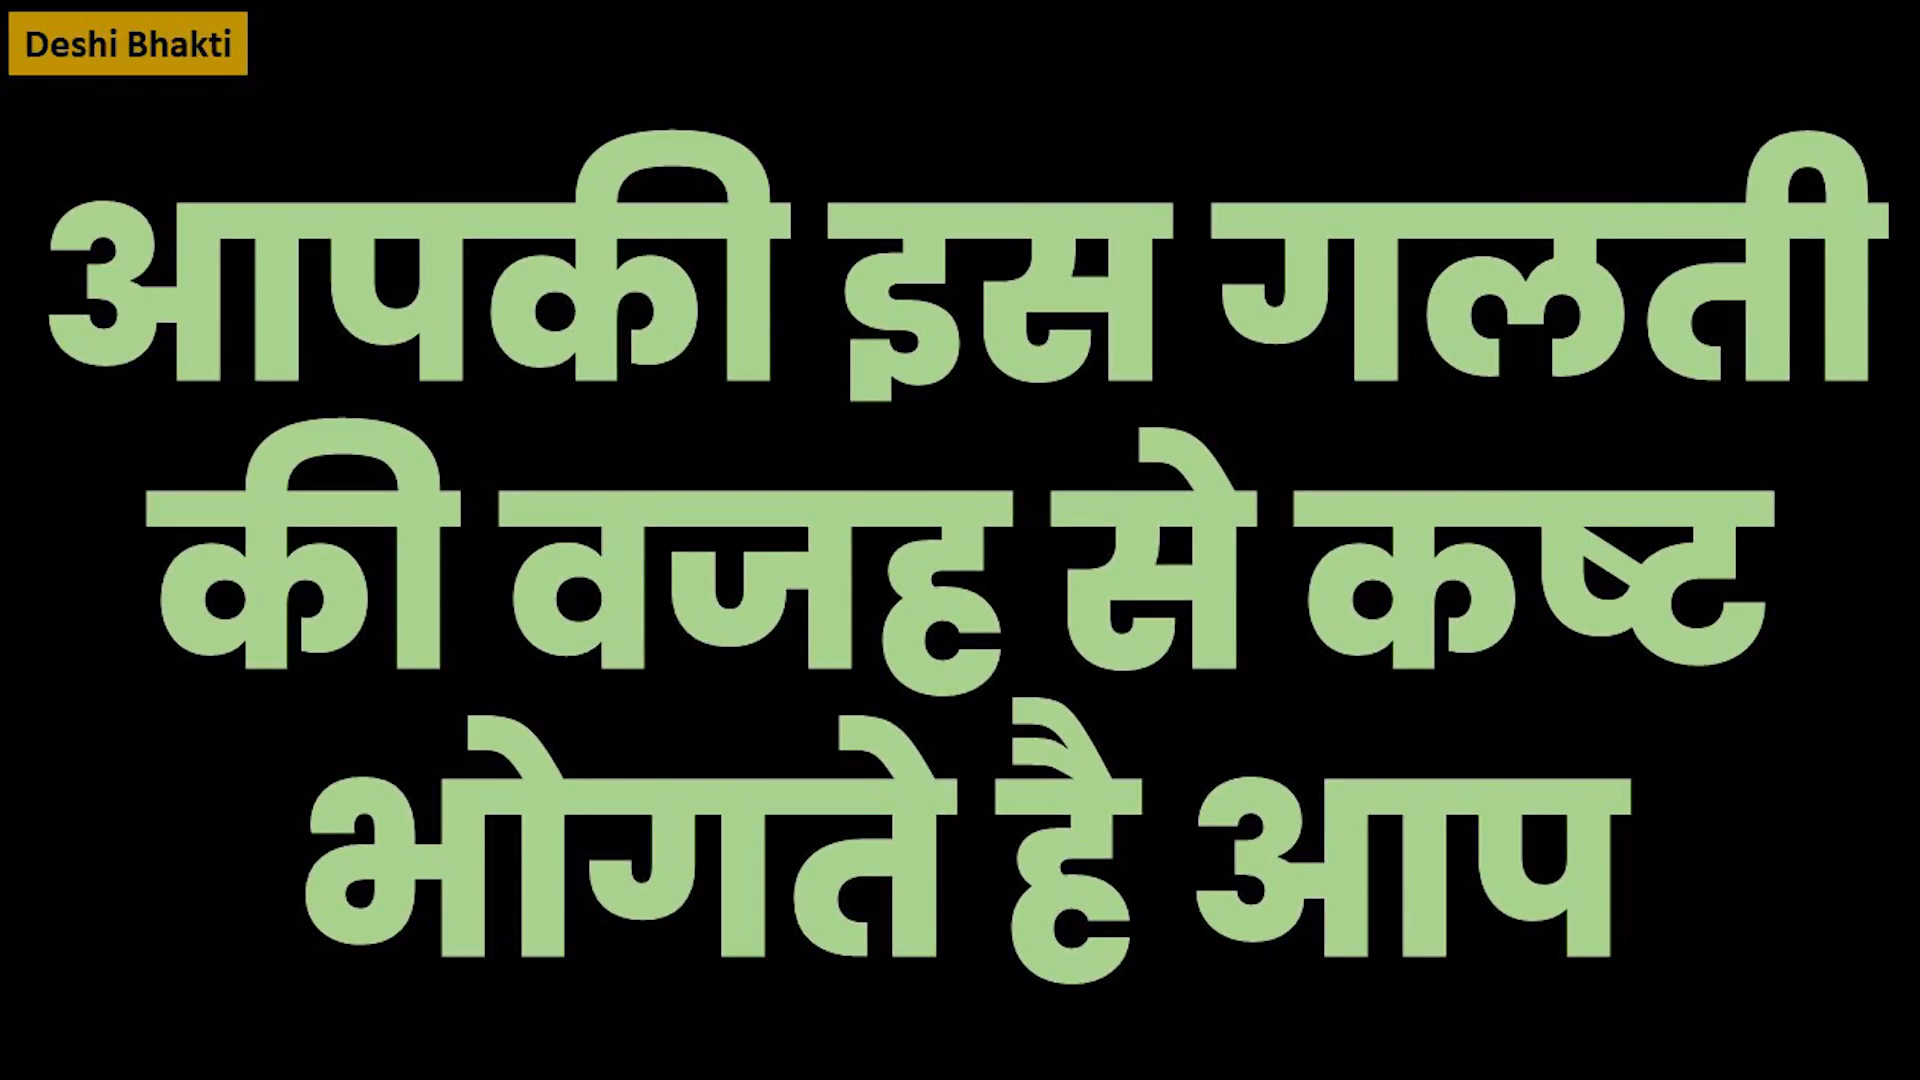 Deshi Bhakti
आपकी इस गलती
की वजह से कष्ट
भोगते है आप